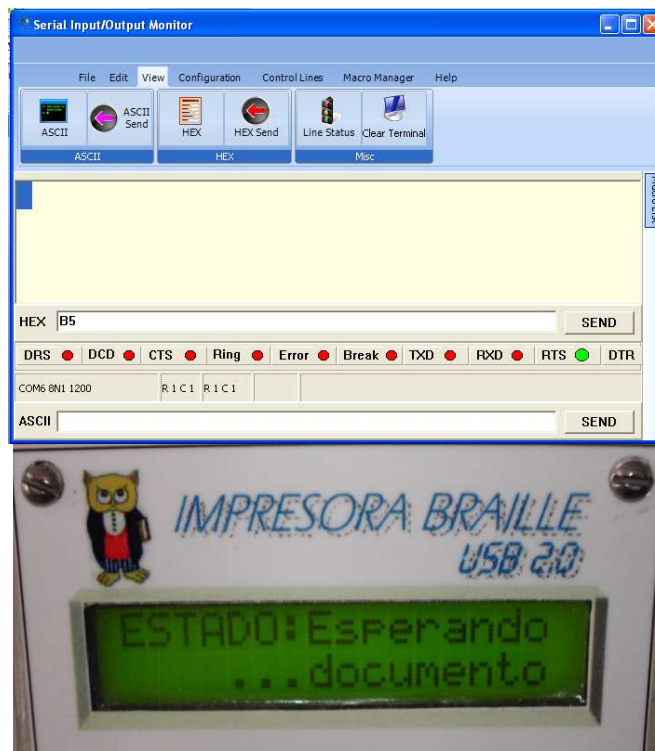 Serial Input/Output Monitor
File Edit View Configuration Control Lines Macro Manager Help
ASCII ASCII Send HEX HEX Send Line Status Clear Terminal
ASCII HEX Misc
HEX B5 SEND
DRS DCD CTS Ring Error Break TXD RXD RTS DTR
COM6 8N1 1200 R 1 C 1 R 1 C 1
ASCII SEND
IMPRESORA BRAILLE
USB 2.0
ESTADO:Esperando
...documento